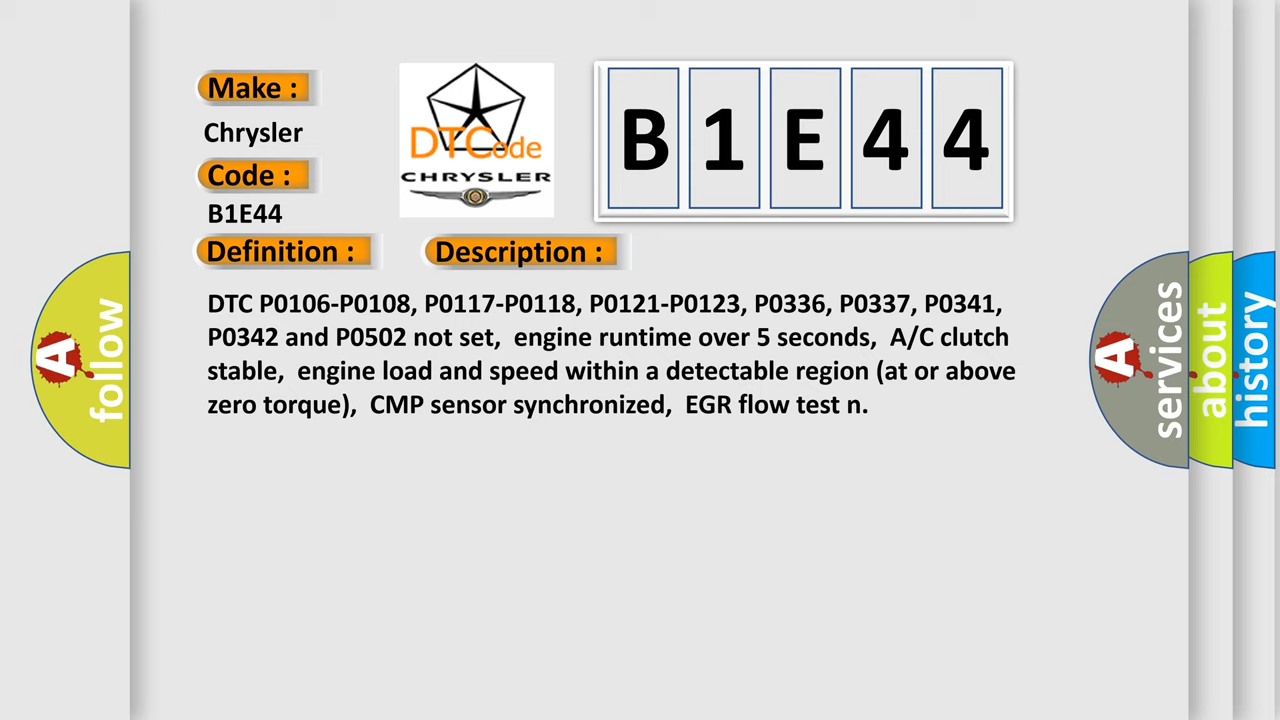 Make :
Chrysler
Code :
B1E44
Definition :
Description :
DTCode
CHRYSLER
B 1 E 4 4
DTC P0106-P0108, P0117-P0118, P0121-P0123, P0336, P0337, P0341,
P0342 and P0502 not set,  engine runtime over 5 seconds,  A/C clutch
stable,  engine load and speed within a detectable region (at or above
zero torque),  CMP sensor synchronized,  EGR flow test n.
A follow
A services
about
history